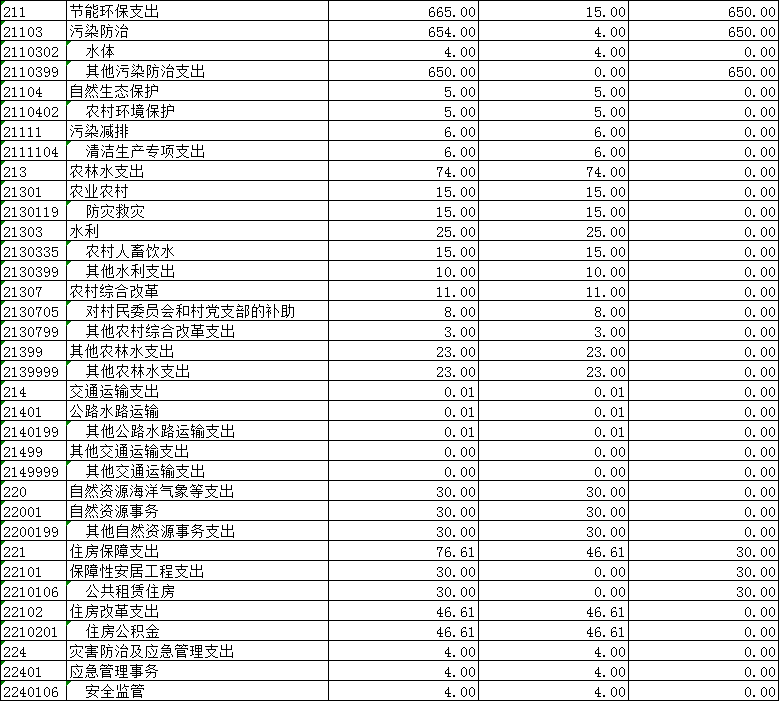 211 节能环保支出 665.00 15.00 650.00
21103 污染防治 654.00 4.00 650.00
2110302 水体 4.00 4.00 0.00
2110399 其他污染防治支出 650.00 0.00 650.00
21104 自然生态保护 5.00 5.00 0.00
2110402 农村环境保护 5.00 5.00 0.00
21111 污染减排 6.00 6.00 0.00
2111104 清洁生产专项支出 6.00 6.00 0.00
213 农林水支出 74.00 74.00 0.00
21301 农业农村 15.00 15.00 0.00
2130119 防灾救灾 15.00 15.00 0.00
21303 水利 25.00 25.00 0.00
2130335 农村人畜饮水 15.00 15.00 0.00
2130399 其他水利支出 10.00 10.00 0.00
21307 农村综合改革 11.00 11.00 0.00
2130705 对村民委员会和村党支部的补助 8.00 8.00 0.00
2130799 其他农村综合改革支出 3.00 3.00 0.00
21399 其他农林水支出 23.00 23.00 0.00
2139999 其他农林水支出 23.00 23.00 0.00
214 交通运输支出 0.01 0.01 0.00
21401 公路水路运输 0.01 0.01 0.00
2140199 其他公路水路运输支出 0.01 0.01 0.00
21499 其他交通运输支出 0.00 0.00 0.00
2149999 其他交通运输支出 0.00 0.00 0.00
220 自然资源海洋气象等支出 30.00 30.00 0.00
22001 自然资源事务 30.00 30.00 0.00
2200199 其他自然资源事务支出 30.00 30.00 0.00
221 住房保障支出 76.61 46.61 30.00
22101 保障性安居工程支出 30.00 0.00 30.00
2210106 公共租赁住房 30.00 0.00 30.00
22102 住房改革支出 46.61 46.61 0.00
2210201 住房公积金 46.61 46.61 0.00
224 灾害防治及应急管理支出 4.00 4.00 0.00
22401 应急管理事务 4.00 4.00 0.00
2240106 安全监管 4.00 4.00 0.00